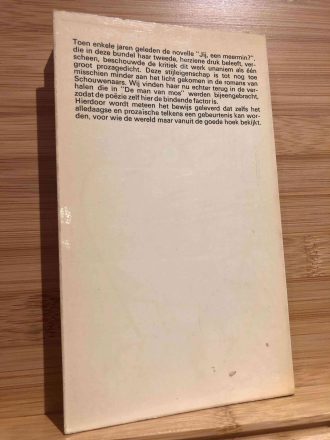 Toen enkele jaren geleden de novelle "Jij, een meermin?",
die in deze bundel haar tweede, herziene druk beleeft, ver-
scheen, beschouwde de kritiek dit werk unaniem als één
groot prozagedicht. Deze stijleigenschap is tot nog toe
misschien minder aan het licht gekomen in de romans van
Schouwenaars. Wij vinden haar nu echter terug in de ver-
halen die in "De man van mos" werden bijeengebracht,
zodat de poëzie zelf hier de bindende factor is.
Hierdoor wordt meteen het bewijs geleverd dat zelfs het
alledaagse en prozaïsche telkens een gebeurtenis kan wor-
den, voor wie de wereld maar vanuit de goede hoek bekijkt.